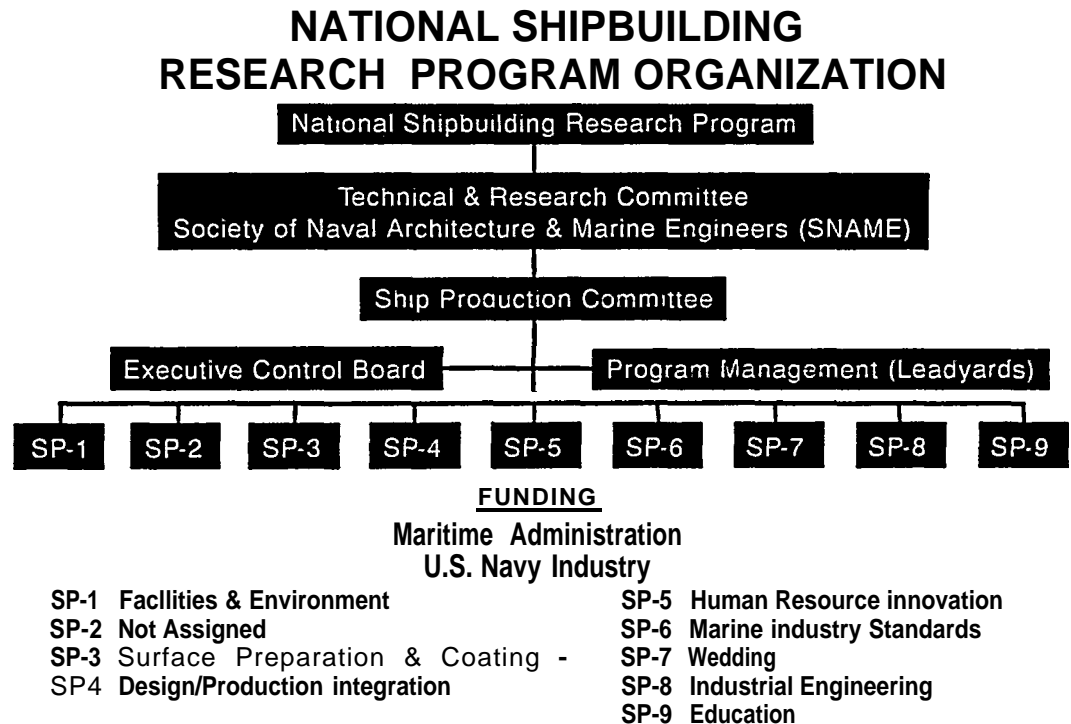 NATIONAL SHIPBUILDING
RESEARCH PROGRAM ORGANIZATION
National Shipbuilding Research Program
Technical & Research Committee
Society of Naval Architecture & Marine Engineers (SNAME)
Ship Production Committee
Executive Control Board
Program Management (Leadyards)
SP-1 SP-2 SP-3 SP-4 SP-5 SP-6 SP-7 SP-8 SP-9
FUNDING
Maritime Administration
U.S. Navy Industry
SP-1 Facllities & Environment
SP-2 Not Assigned
SP-3 Surface Preparation & Coating -
SP4 Design/Production integration
SP-5 Human Resource innovation
SP-6 Marine industry Standards
SP-7 Wedding
SP-8 Industrial Engineering
SP-9 Education